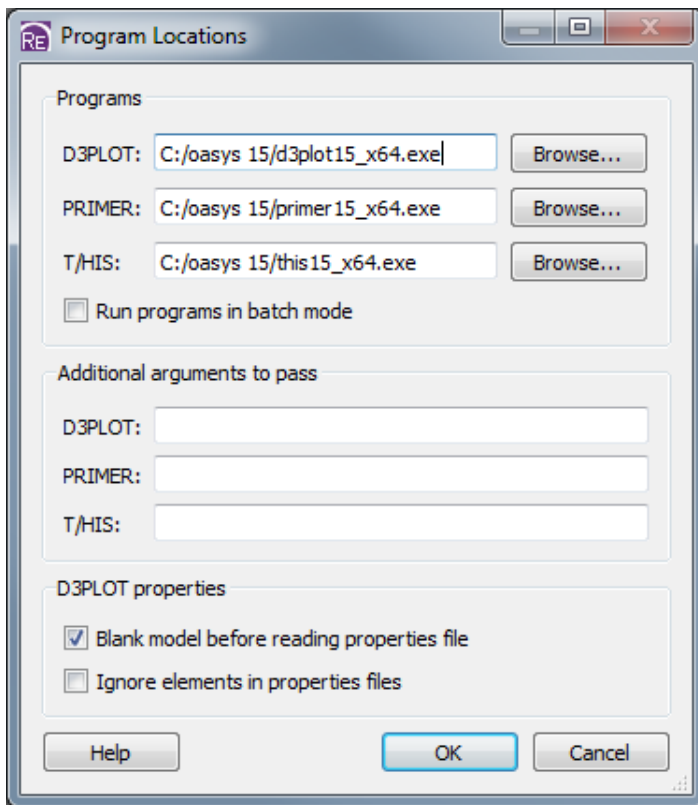 RE Program Locations
Programs
D3PLOT: C:/oasys 15/d3plot15_x64.exe Browse...
PRIMER: C:/oasys 15/primer15_x64.exe Browse...
T/HIS: C:/oasys 15/this15_x64.exe Browse...
Run programs in batch mode
Additional arguments to pass
D3PLOT:
PRIMER:
T/HIS:
D3PLOT properties
Blank model before reading properties file
Ignore elements in properties files
Help OK Cancel